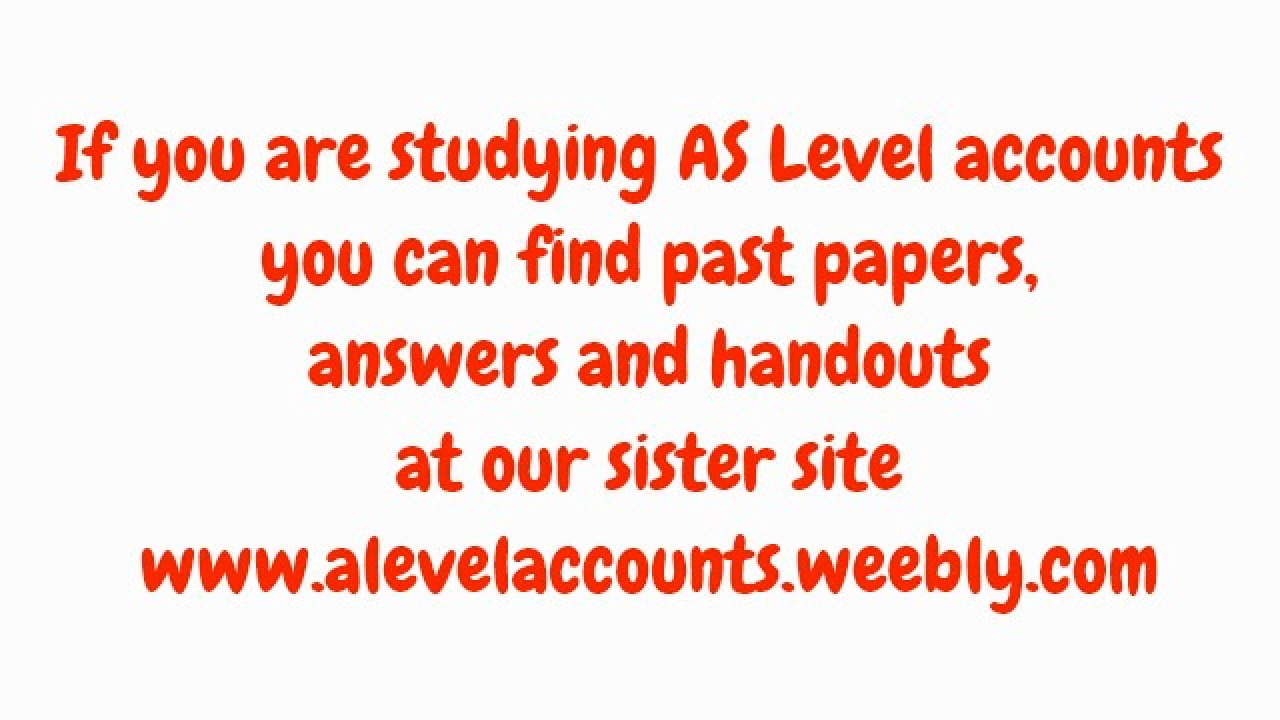 If you are studying AS Level accounts
you can find past papers,
answers and handouts
at our sister site
www.alevelaccounts.weebly.com